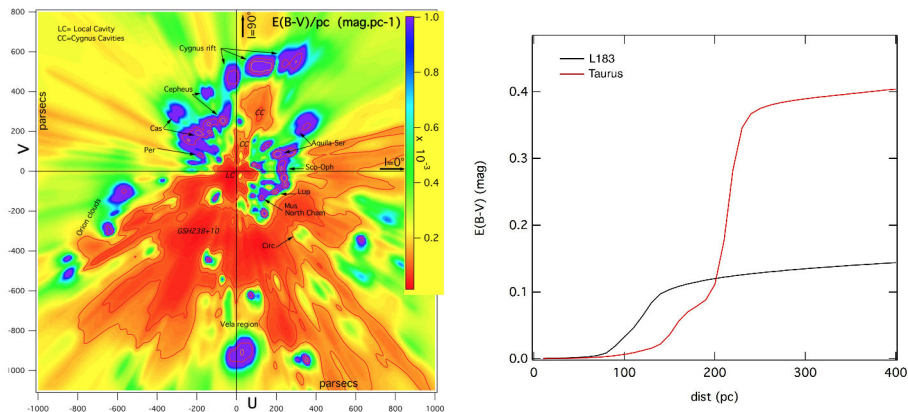 LC= Local Cavity
CC=Cygnus Cavities
E(B-V)/pc (mag.pc-1)
l=90°
Cygnus rift
Cepheus
Cas
Per
CC
CC
LC
Aquila-Ser
Sco-Oph
l=0°
Lup
Mus
North Cham
Circ
Orion clouds
GSH238+10
Vela region
parsecs
parsecs
V
U
800
600
400
200
0
-200
-400
-600
-800
1000
-1000 -800 -600 -400 -200 0 200 400 600 800 1000
1.0
0.8
0.6
0.4
0.2
x 10⁻³
L183
Taurus
E(B-V) (mag)
0.4
0.3
0.2
0.1
0.0
0 100 200 300 400
dist (pc)